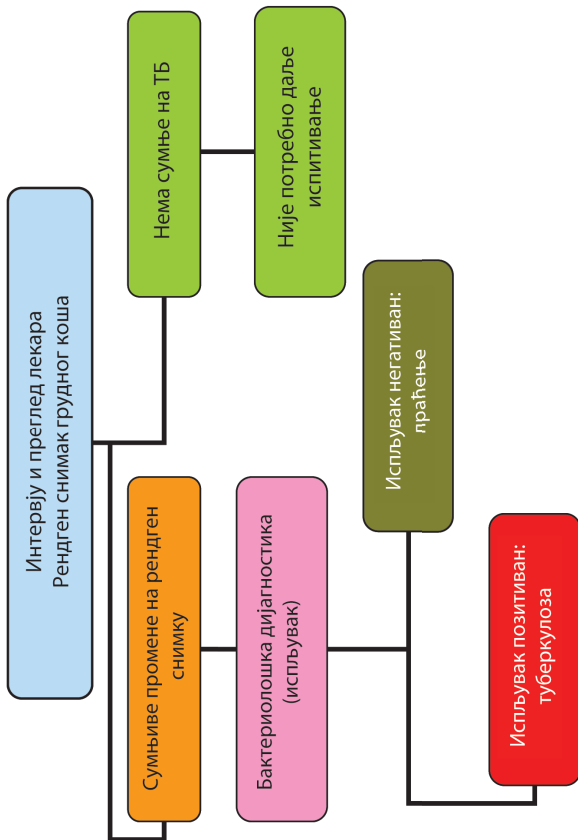 Интервју и преглед лекара
Рендген снимак грудног коша
Сумњиве промене на рендген
снимку
Нема сумње на ТБ
Бактериолошка дијагностика
(испљувак)
Није потребно даље
испитивање
Испљувак негативан:
праћење
Испљувак позитиван:
туберкулоза